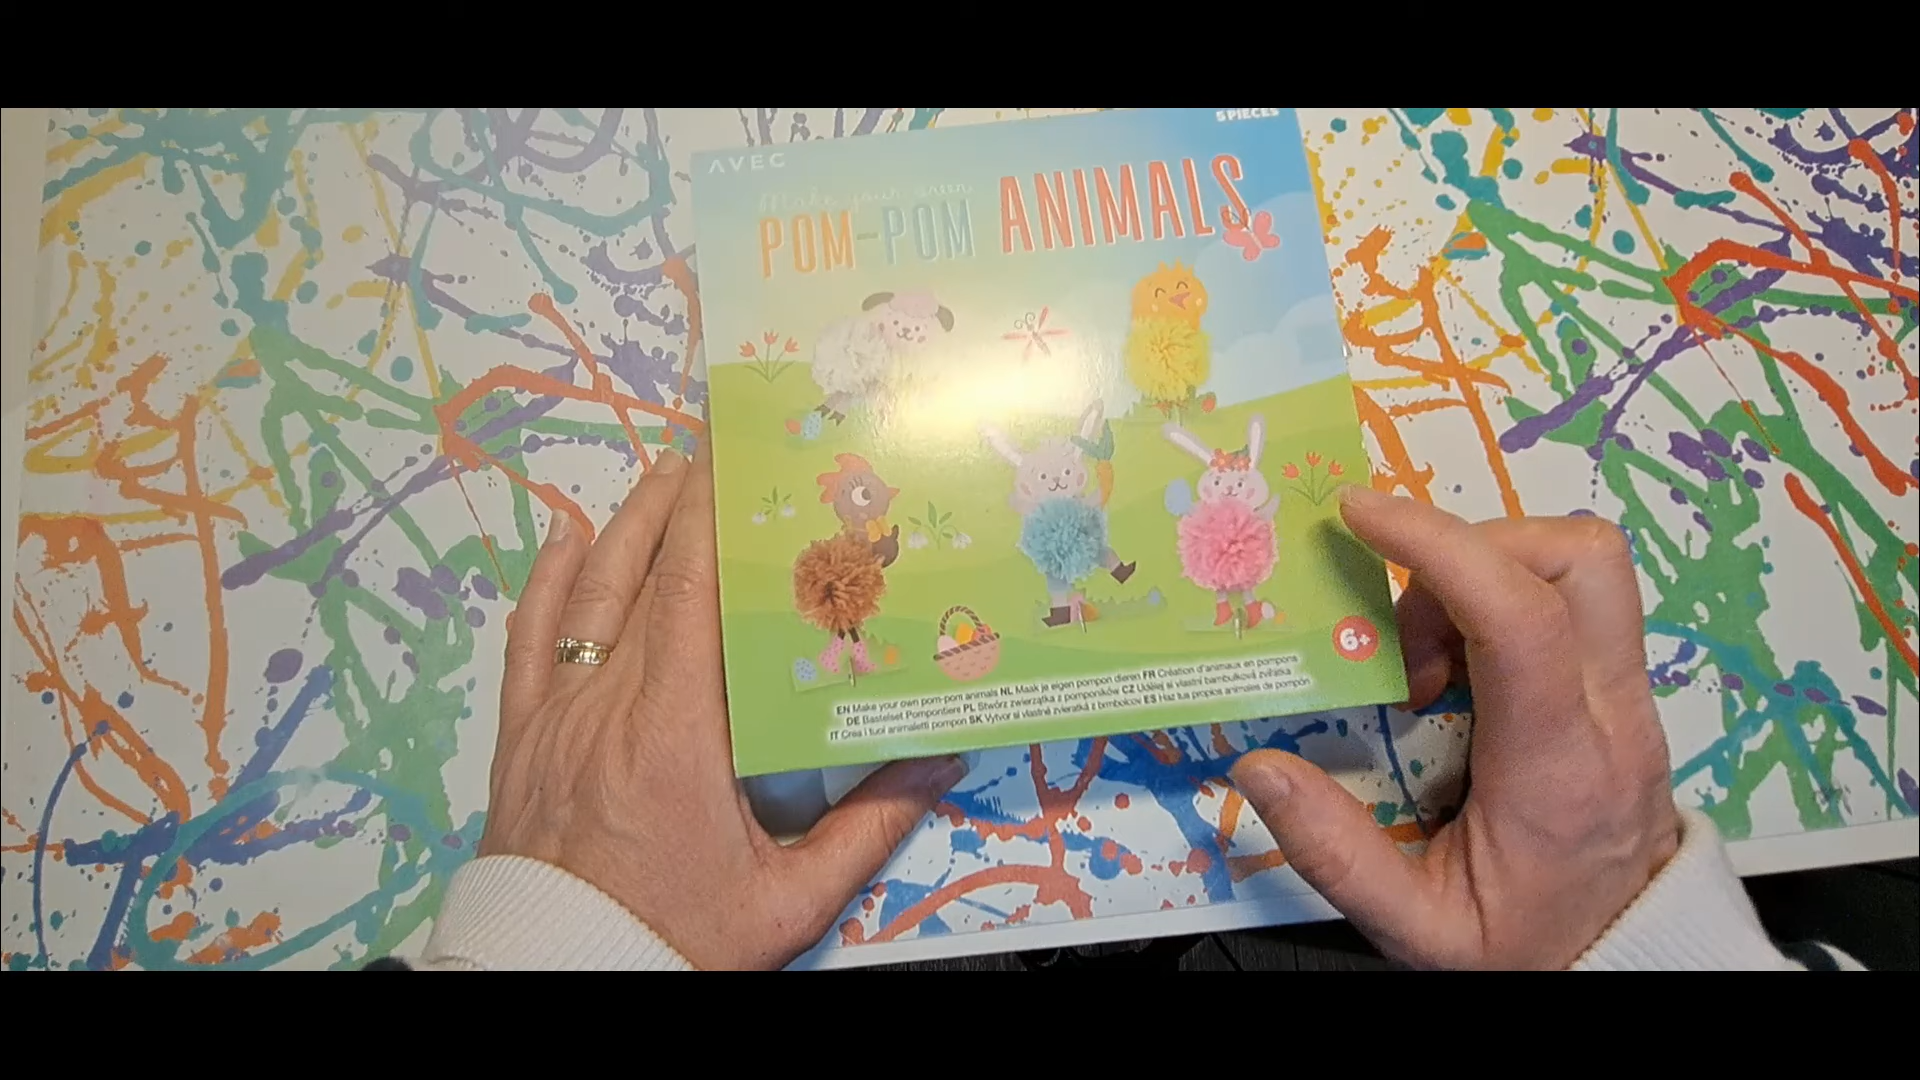 5 PIECES
AVEC
Make your own
POM-POM ANIMALS
6+
EN Make your own pom-pom animals NL Maak je eigen pompon dieren FR Création d'animaux en pompons
DE Bastelset Pompontiere PL Stwórz zwierzątka z pomponików CZ Udělej si vlastní bambulková zvířátka
IT Crea i tuoi animaletti pompon SK Vytvor si vlastné zvieratká z brmbolcov ES Haz tus propios animales de pompón